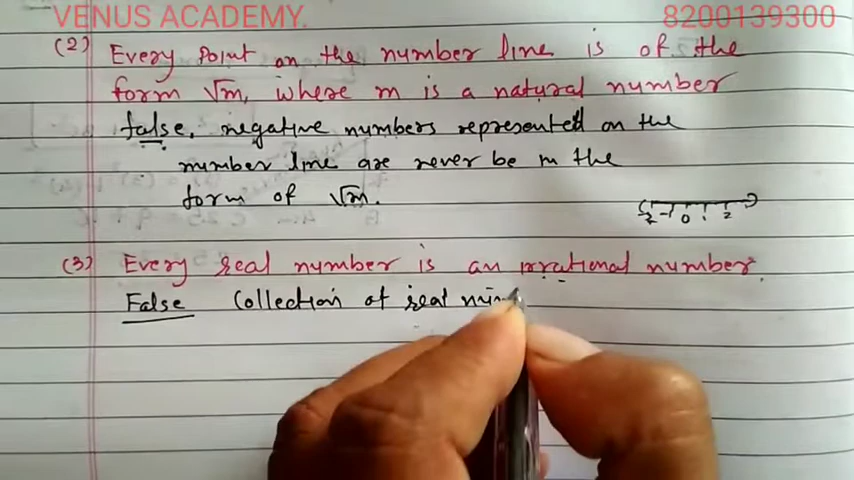 VENUS ACADEMY. 8200139300
(2) Every Point on the number line is of the
form √m, where m is a natural number
false. negative numbers represented on the
number line are never be in the
form of √m.
-2 -1 0 1 2
(3) Every real number is an irrational number.
False Collection of real num